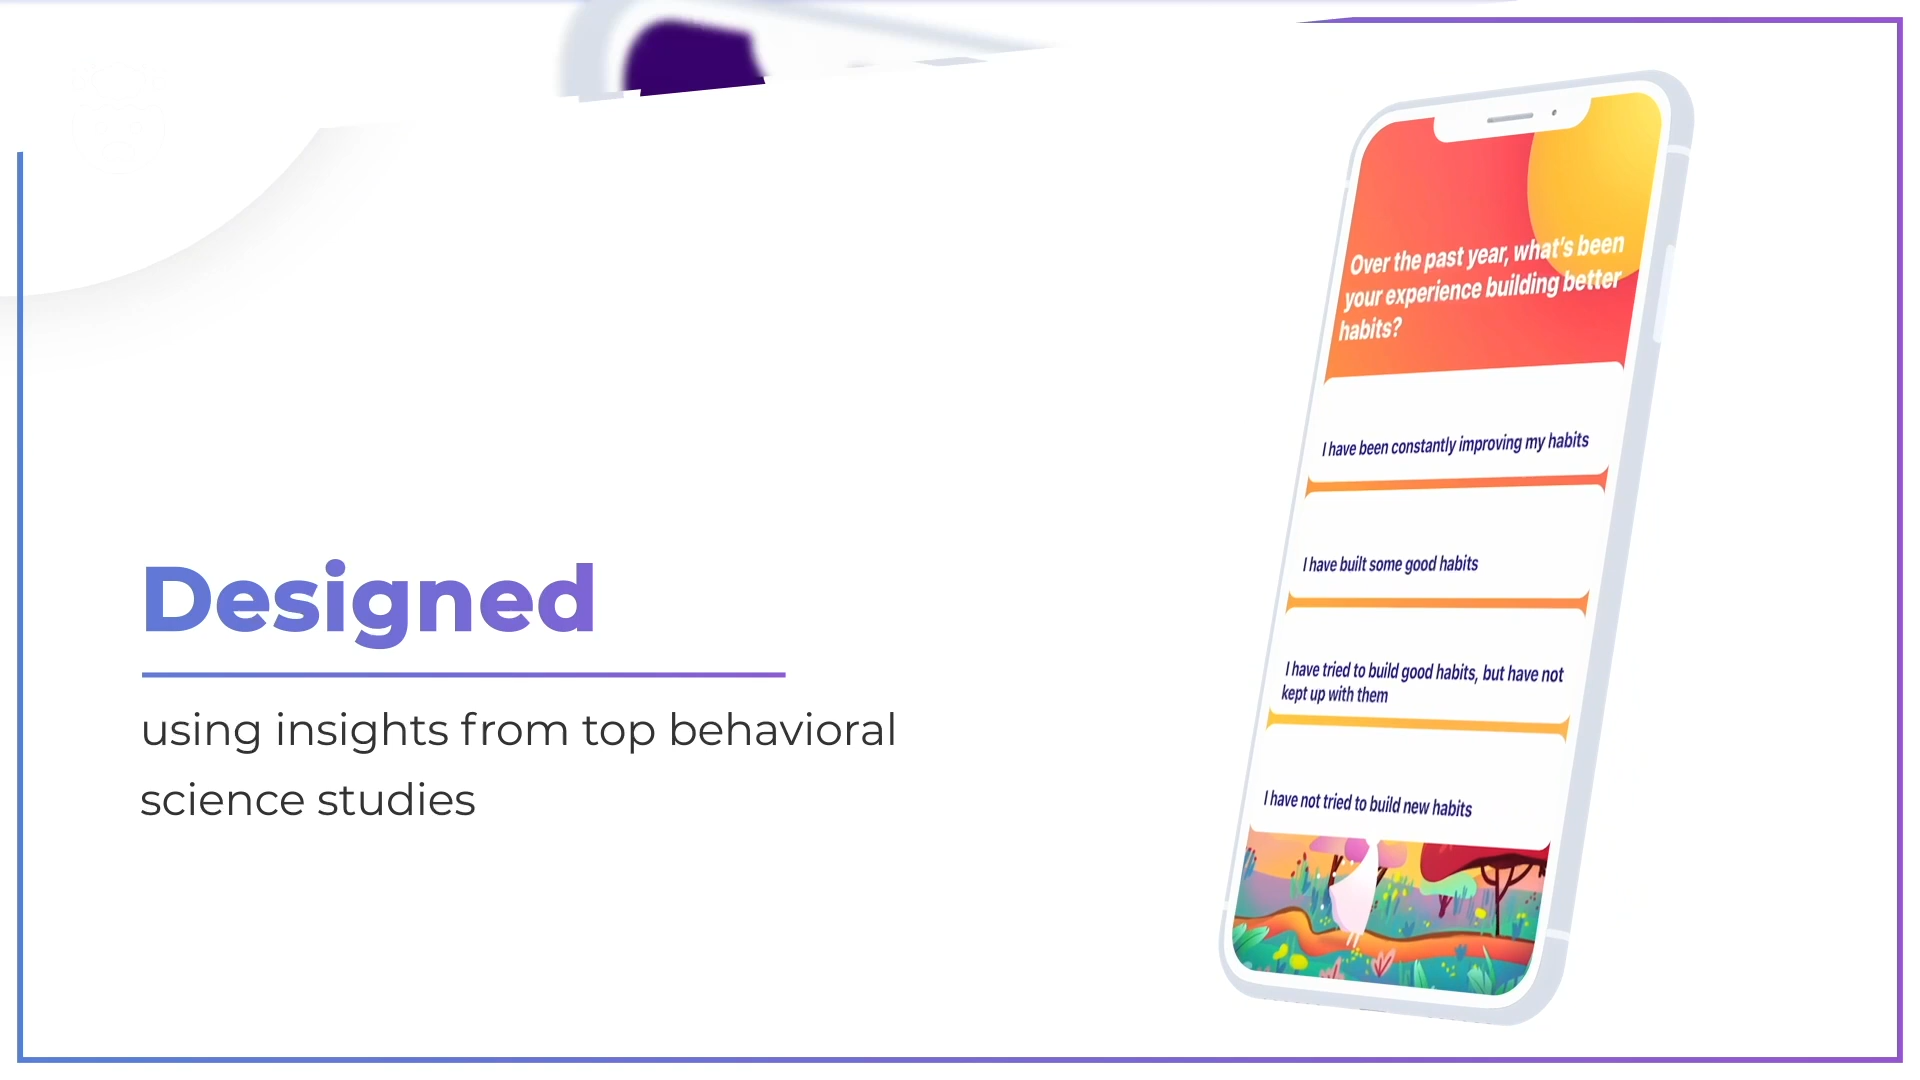 Designed
using insights from top behavioral
science studies
Over the past year, what's been
your experience building better
habits?
I have been constantly improving my habits
I have built some good habits
I have tried to build good habits, but have not
kept up with them
I have not tried to build new habits